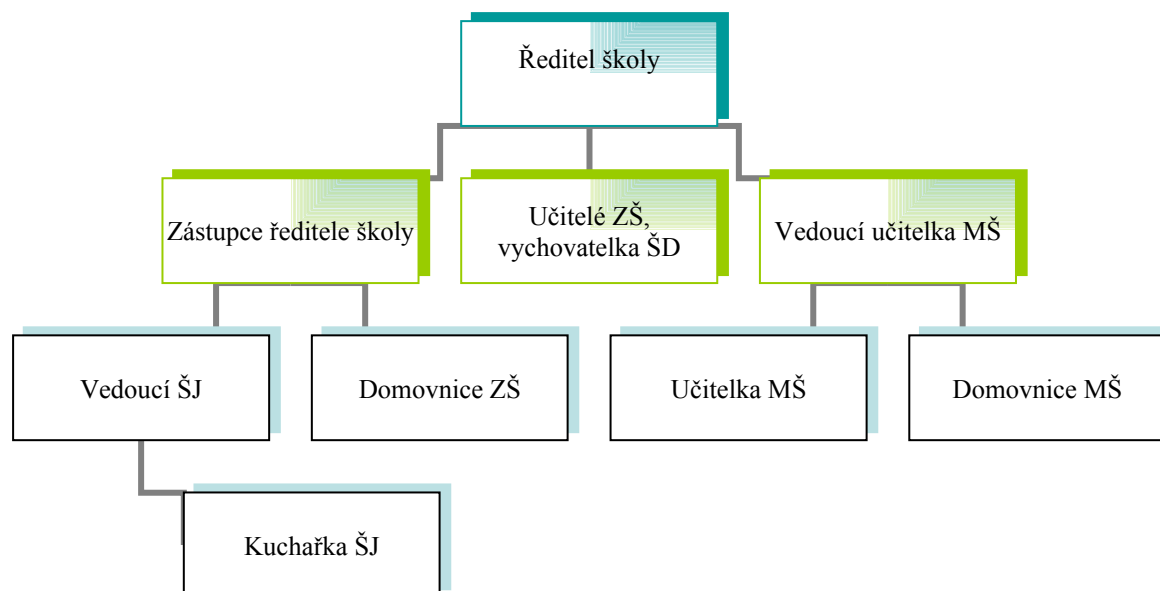 Ředitel školy
Zástupce ředitele školy
Učitelé ZŠ,
vychovatelka ŠD
Vedoucí učitelka MŠ
Vedoucí ŠJ
Domovnice ZŠ
Učitelka MŠ
Domovnice MŠ
Kuchařka ŠJ